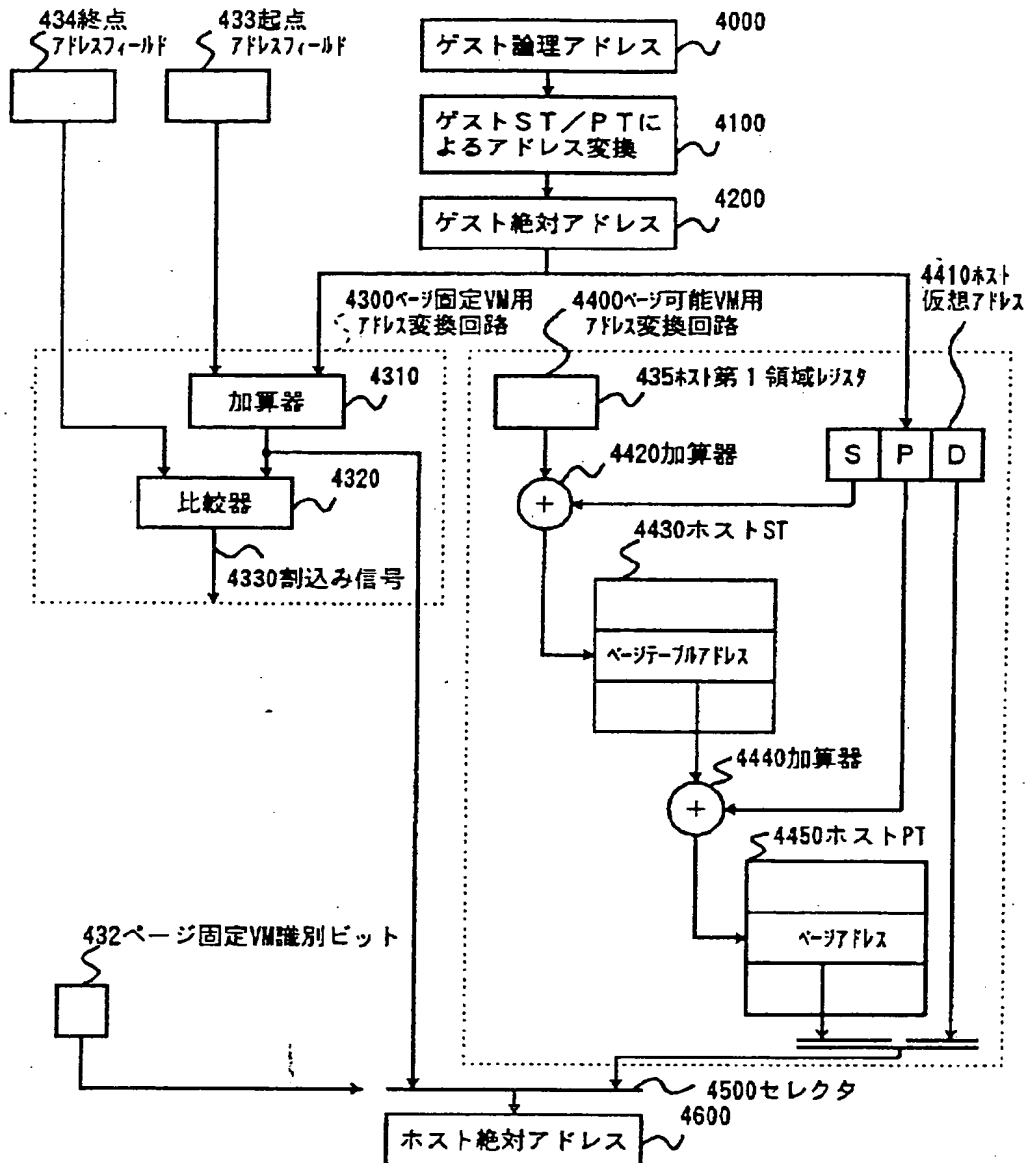 434終点
アドレスフィールド
433起点
アドレスフィールド
4000
ゲスト論理アドレス
ゲストST/PTに
よるアドレス変換
4100
4200
ゲスト絶対アドレス
4300ページ固定VM用
アドレス変換回路
4400ページ可能VM用
アドレス変換回路
4410ホスト
仮想アドレス
加算器
4310
435ホスト第1領域レジスタ
S P D
4420加算器
比較器
4320
4330割込み信号
4430ホストST
ページテーブルアドレス
4440加算器
4450ホストPT
ページアドレス
432ページ固定VM識別ビット
4500セレクタ
4600
ホスト絶対アドレス
+
+